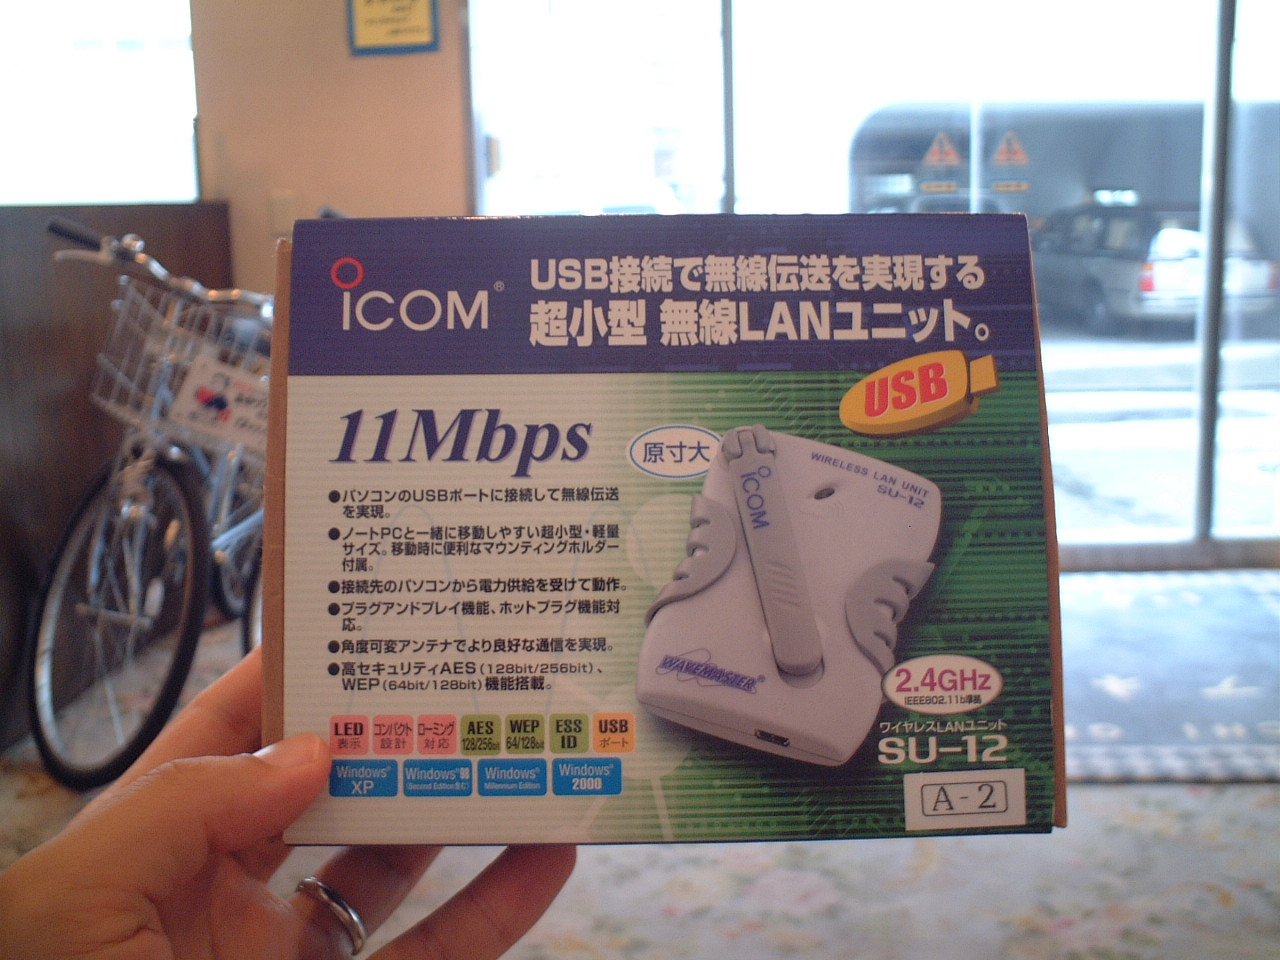 ICOM®
USB接続で無線伝送を実現する
超小型 無線LANユニット。
USB
11Mbps
原寸大
●パソコンのUSBポートに接続して無線伝送
を実現。
●ノートPCと一緒に移動しやすい超小型・軽量
サイズ。移動時に便利なマウンティングホルダー
付属。
●接続先のパソコンから電力供給を受けて動作。
●プラグアンドプレイ機能、ホットプラグ機能対
応。
●角度可変アンテナでより良好な通信を実現。
●高セキュリティAES(128bit/256bit)、
WEP(64bit/128bit)機能搭載。
WIRELESS LAN UNIT
SU-12
ICOM
WAVEMASTER®
2.4GHz
IEEE802.11b準拠
ワイヤレスLANユニット
SU-12
A-2
LED
表示
コンパクト
設計
ローミング
対応
AES
128/256bit
WEP
64/128bit
ESS
ID
USB
ポート
Windows®
XP
Windows®98
Windows®
Millennium Edition
Windows®
2000